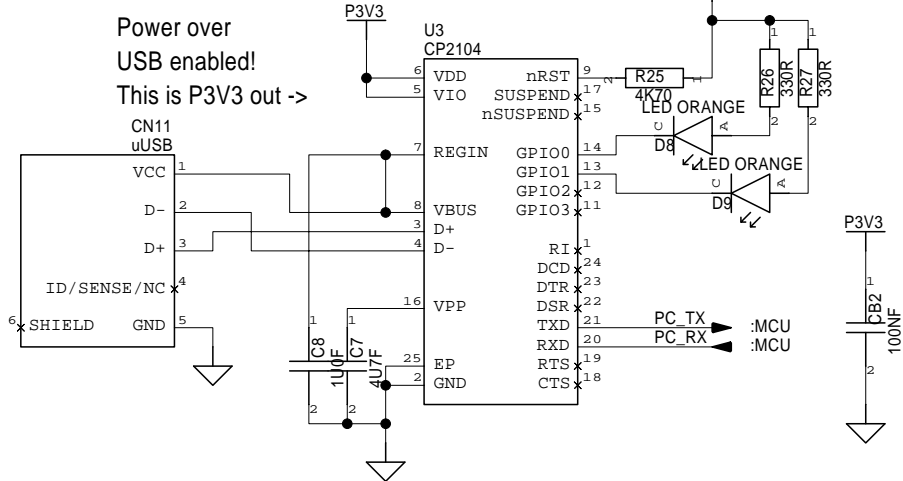 Power over
USB enabled!
This is P3V3 out ->
P3V3
U3
CP2104
CN11
uUSB
VCC 1
D- 2
D+ 3
ID/SENSE/NC 4
6 SHIELD
GND 5
6 VDD
5 VIO
7 REGIN
8 VBUS
3 D+
4 D-
16 VPP
25 EP
2 GND
nRST 9
SUSPEND 17
nSUSPEND 15
GPIO0 14
GPIO1 13
GPIO2 12
GPIO3 11
RI 1
DCD 24
DTR 23
DSR 22
TXD 21
RXD 20
RTS 19
CTS 18
2 R25 1
4K70
1 R26 2
330R
1 R27 2
330R
LED ORANGE
C D8 A
LED ORANGE
C D9 A
PC_TX :MCU
PC_RX :MCU
1 C8 2
1U0F
1 C7 2
4U7F
P3V3
1 CB2 2
100NF